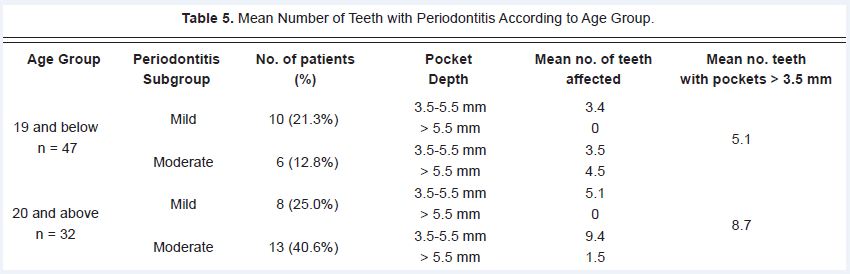 Table 5. Mean Number of Teeth with Periodontitis According to Age Group.
Age Group Periodontitis Subgroup No. of patients (%) Pocket Depth Mean no. of teeth affected Mean no. teeth with pockets > 3.5 mm
19 and below n = 47 Mild 10 (21.3%) 3.5-5.5 mm 3.4 5.1
> 5.5 mm 0
Moderate 6 (12.8%) 3.5-5.5 mm 3.5
> 5.5 mm 4.5
20 and above n = 32 Mild 8 (25.0%) 3.5-5.5 mm 5.1 8.7
> 5.5 mm 0
Moderate 13 (40.6%) 3.5-5.5 mm 9.4
> 5.5 mm 1.5